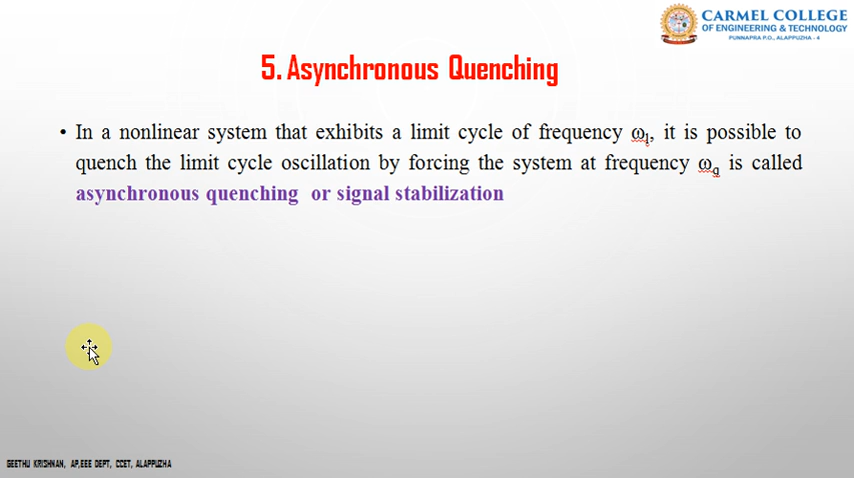 CARMEL COLLEGE
OF ENGINEERING & TECHNOLOGY
PUNNAPRA P.O., ALAPPUZHA - 4
5. Asynchronous Quenching
• In a nonlinear system that exhibits a limit cycle of frequency ωl, it is possible to
quench the limit cycle oscillation by forcing the system at frequency ωq is called
asynchronous quenching or signal stabilization
GEETHU KRISHNAN, AP,EEE DEPT, CCET, ALAPPUZHA